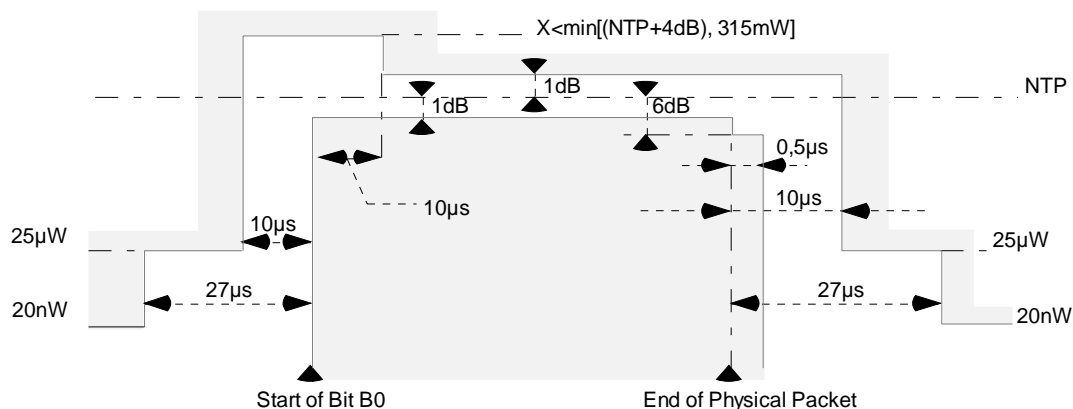 X<min[(NTP+4dB), 315mW]
NTP
1dB
1dB
6dB
0,5µs
10µs
10µs
10µs
25µW
25µW
27µs
27µs
20nW
20nW
Start of Bit B0
End of Physical Packet